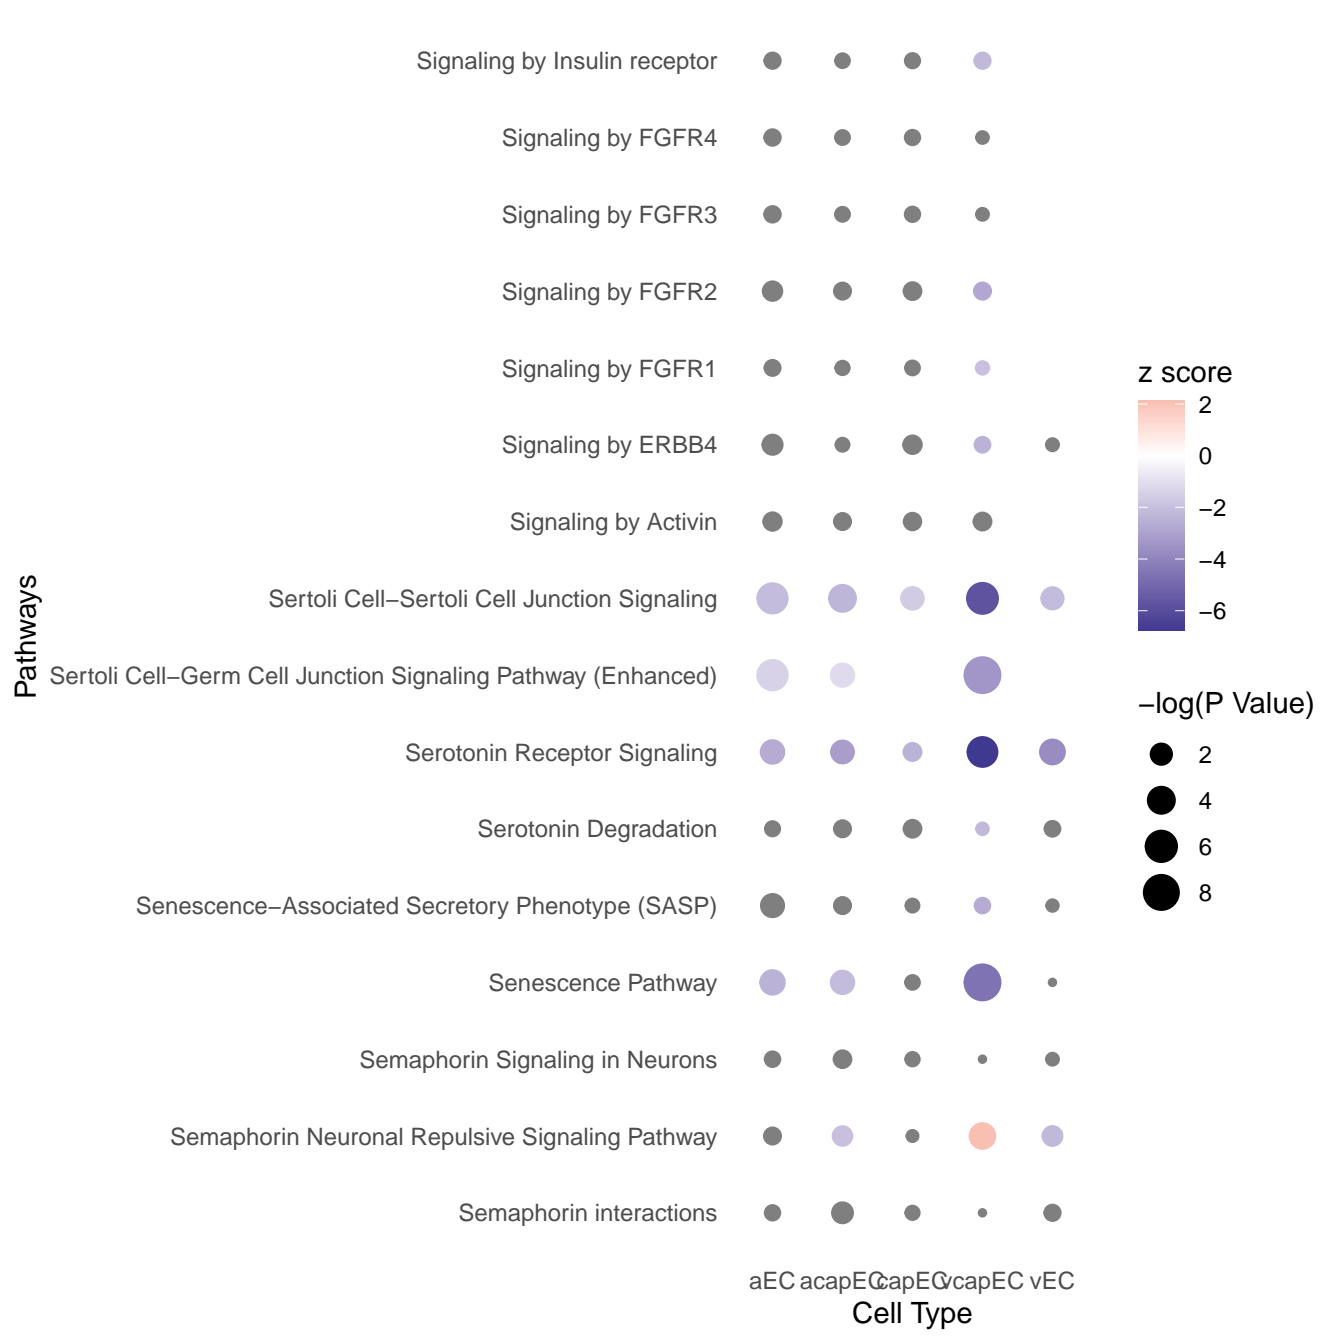 Signaling by Insulin receptor
Signaling by FGFR4
Signaling by FGFR3
Signaling by FGFR2
Signaling by FGFR1
Signaling by ERBB4
Signaling by Activin
Sertoli Cell−Sertoli Cell Junction Signaling
Sertoli Cell−Germ Cell Junction Signaling Pathway (Enhanced)
Serotonin Receptor Signaling
Serotonin Degradation
Senescence−Associated Secretory Phenotype (SASP)
Senescence Pathway
Semaphorin Signaling in Neurons
Semaphorin Neuronal Repulsive Signaling Pathway
Semaphorin interactions
Pathways
aEC acapEC capEC vcapEC vEC
Cell Type
z score
2
0
−2
−4
−6
−log(P Value)
2
4
6
8